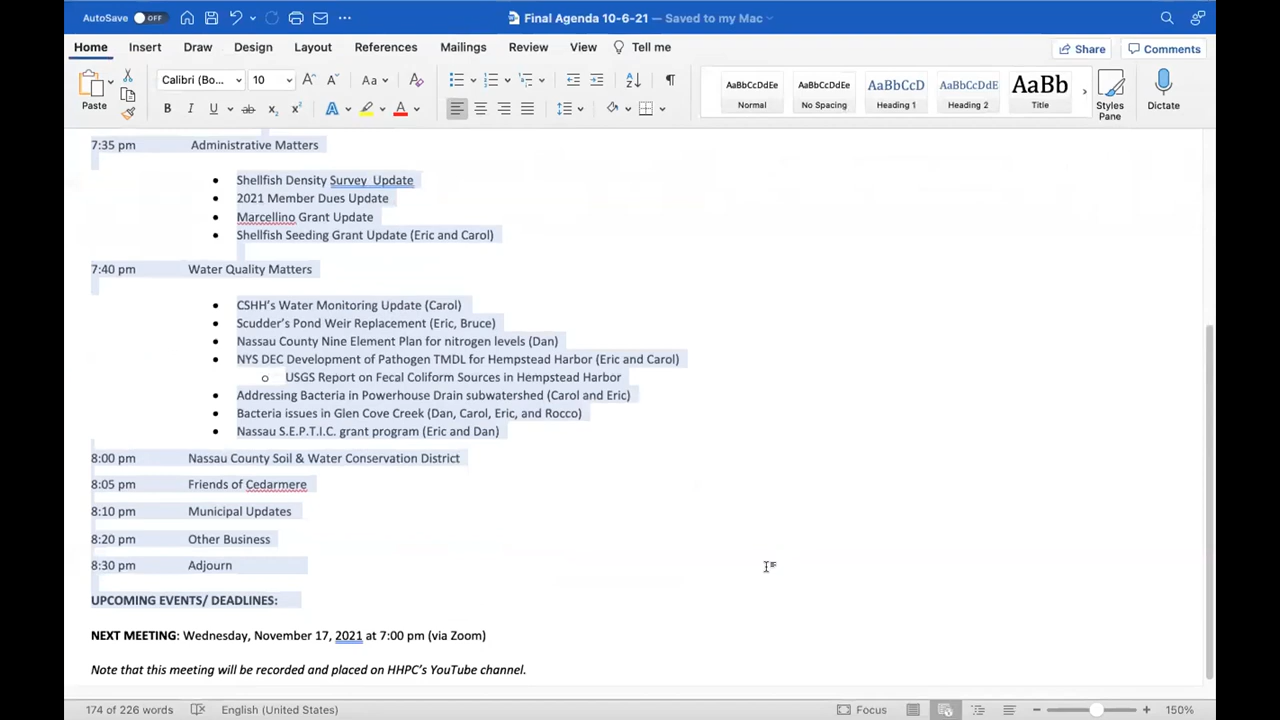 AutoSave OFF ••• Final Agenda 10-6-21 — Saved to my Mac
Home Insert Draw Design Layout References Mailings Review View Tell me Share Comments
Paste Calibri (Bo... 10 AaBbCcDdEe AaBbCcDdEe AaBbCcD AaBbCcDdE AaBb
Normal No Spacing Heading 1 Heading 2 Title Styles Pane Dictate
7:35 pm Administrative Matters
• Shellfish Density Survey Update
• 2021 Member Dues Update
• Marcellino Grant Update
• Shellfish Seeding Grant Update (Eric and Carol)
7:40 pm Water Quality Matters
• CSHH's Water Monitoring Update (Carol)
• Scudder's Pond Weir Replacement (Eric, Bruce)
• Nassau County Nine Element Plan for nitrogen levels (Dan)
• NYS DEC Development of Pathogen TMDL for Hempstead Harbor (Eric and Carol)
o USGS Report on Fecal Coliform Sources in Hempstead Harbor
• Addressing Bacteria in Powerhouse Drain subwatershed (Carol and Eric)
• Bacteria issues in Glen Cove Creek (Dan, Carol, Eric, and Rocco)
• Nassau S.E.P.T.I.C. grant program (Eric and Dan)
8:00 pm Nassau County Soil & Water Conservation District
8:05 pm Friends of Cedarmere
8:10 pm Municipal Updates
8:20 pm Other Business
8:30 pm Adjourn
UPCOMING EVENTS/ DEADLINES:
NEXT MEETING: Wednesday, November 17, 2021 at 7:00 pm (via Zoom)
Note that this meeting will be recorded and placed on HHPC's YouTube channel.
174 of 226 words English (United States) Focus 150%